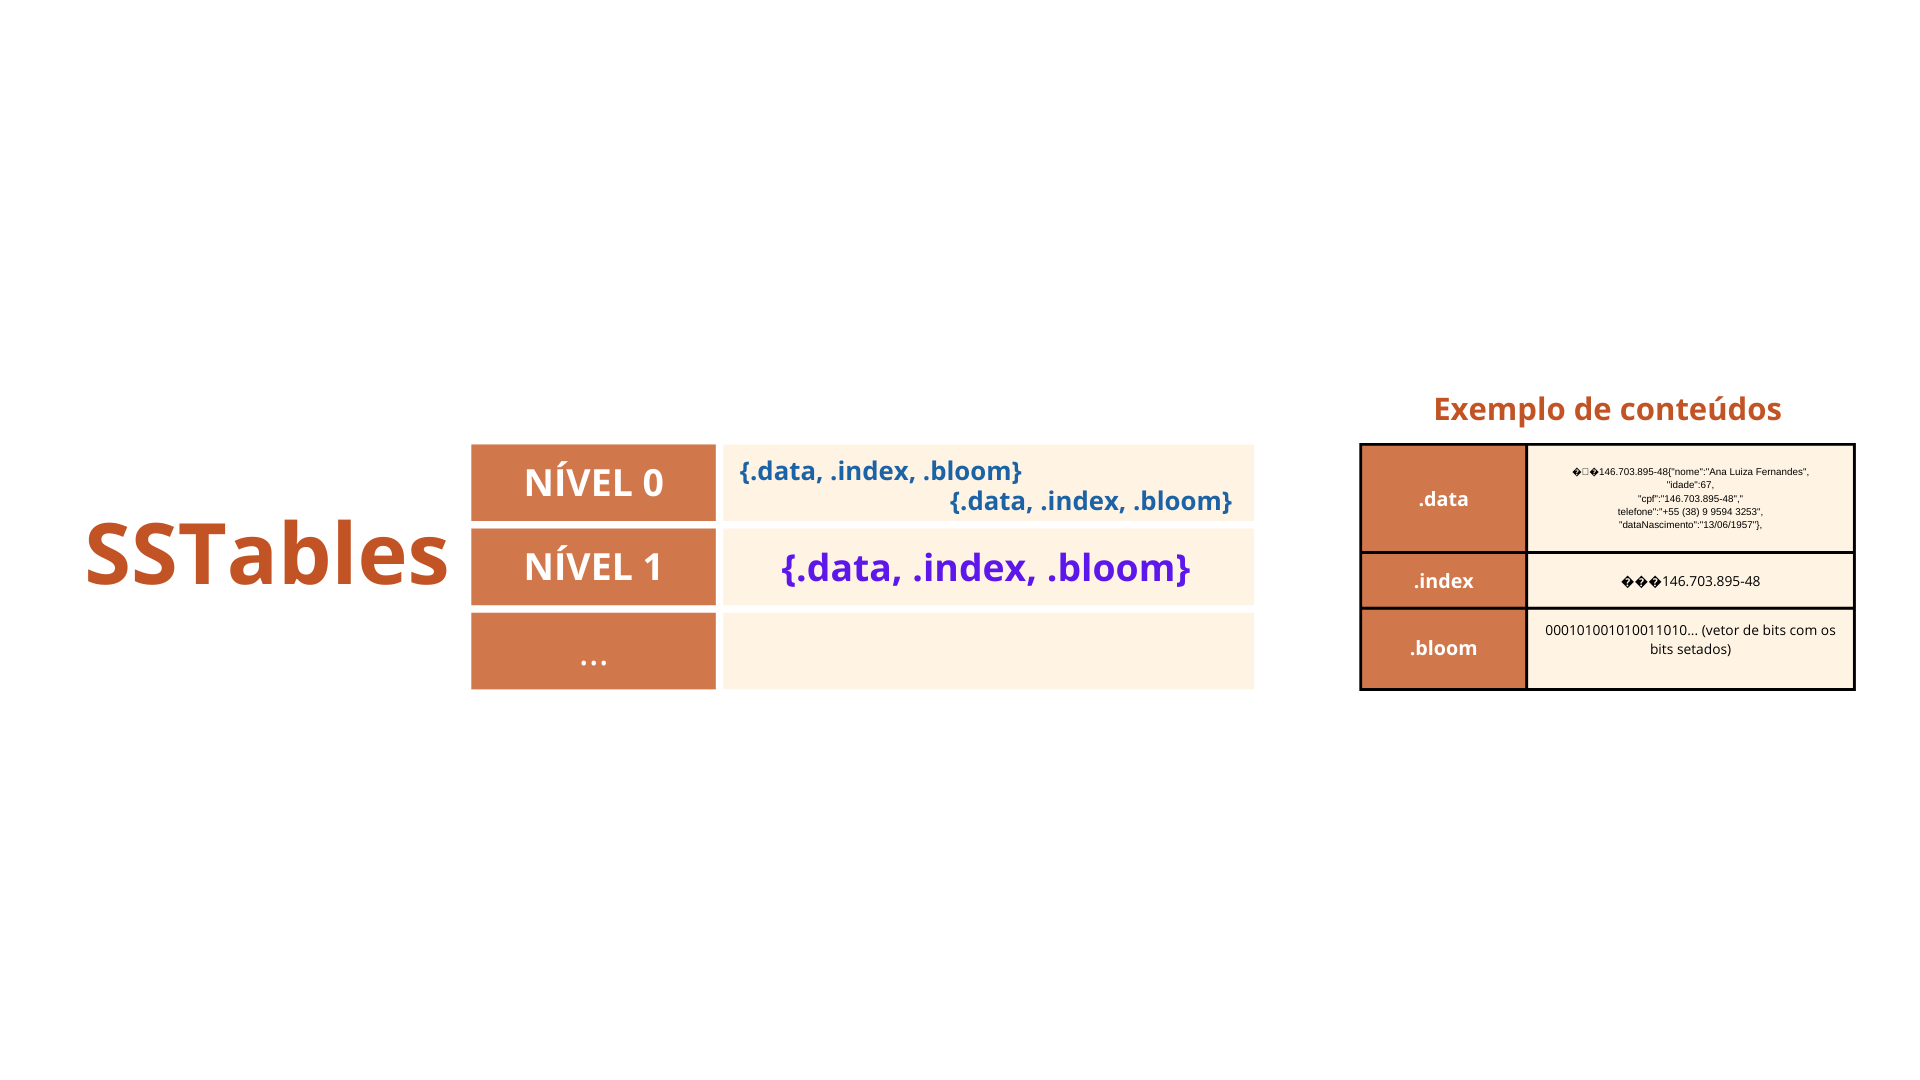 SSTables
NÍVEL 0
{.data, .index, .bloom}
{.data, .index, .bloom}
NÍVEL 1
{.data, .index, .bloom}
...
Exemplo de conteúdos
.data
�□�146.703.895-48{"nome":"Ana Luiza Fernandes",
"idade":67,
"cpf":"146.703.895-48","
telefone":"+55 (38) 9 9594 3253",
"dataNascimento":"13/06/1957"},
.index
���146.703.895-48
.bloom
000101001010011010... (vetor de bits com os
bits setados)